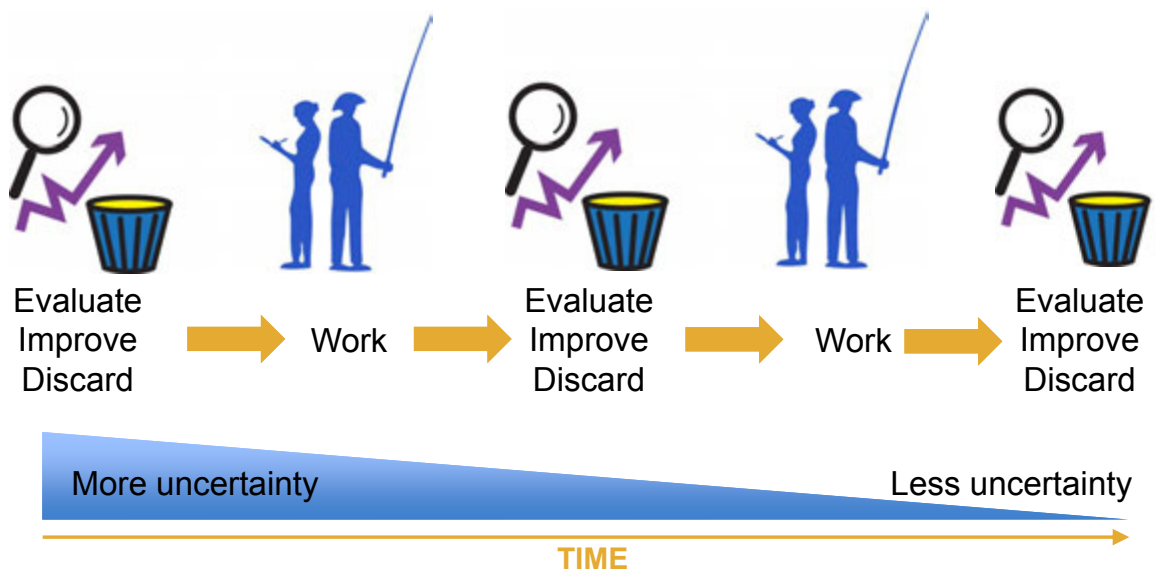 Evaluate
Improve
Discard
Work
Evaluate
Improve
Discard
Work
Evaluate
Improve
Discard
More uncertainty
Less uncertainty
TIME